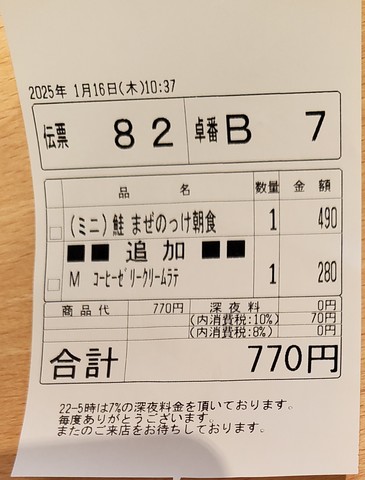 2025年 1月16日(木)10:37
伝票 82 卓番 B 7
品 名 数量 金 額
(ミニ)鮭 まぜのっけ朝食 1 490
■■ 追加 ■■
M コーヒーゼリークリームラテ 1 280
商品代 770円 深夜料 0円
(内消費税:10%) 70円
(内消費税:8%) 0円
合計 770円
22-5時は7%の深夜料金を頂いております。
毎度ありがとうございます。
またのご来店をお待ちしております。